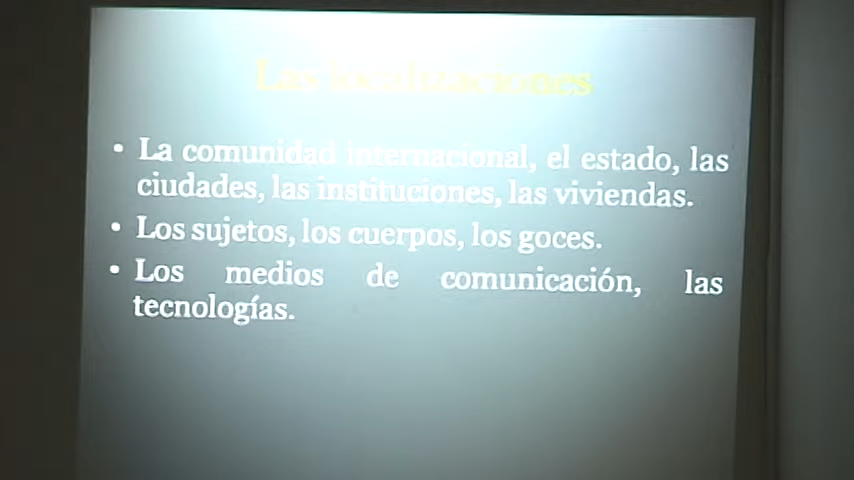 Las localizaciones
• La comunidad internacional, el estado, las
ciudades, las instituciones, las viviendas.
• Los sujetos, los cuerpos, los goces.
• Los medios de comunicación, las
tecnologías.